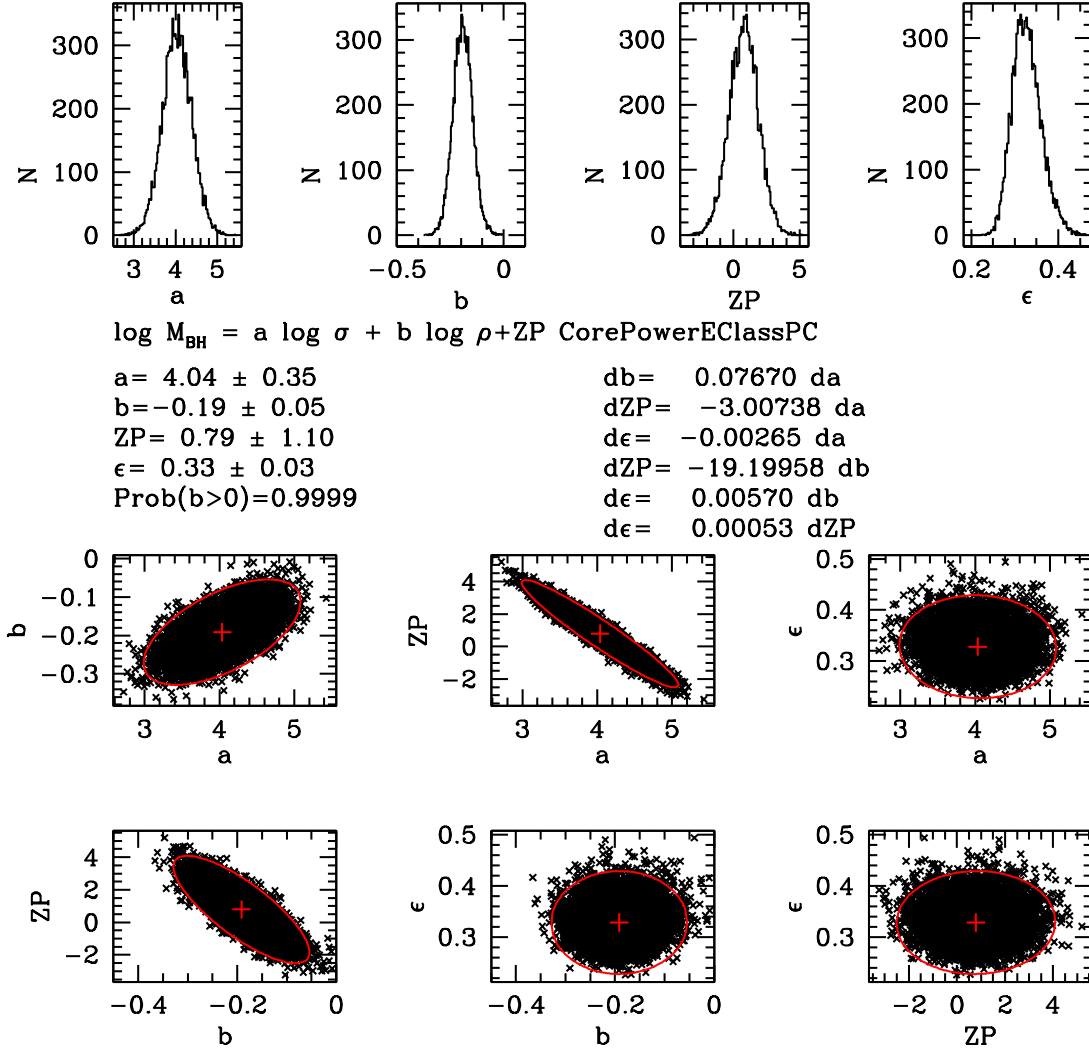 300
200
100
0
N
3 4 5
a
300
200
100
0
N
−0.5 0
b
300
200
100
0
N
0 5
ZP
300
200
100
0
N
0.2 0.4
ϵ
log M_BH = a log σ + b log ρ+ZP CorePowerEClassPC
a= 4.04 ± 0.35
b=−0.19 ± 0.05
ZP= 0.79 ± 1.10
ϵ= 0.33 ± 0.03
Prob(b>0)=0.9999
db= 0.07670 da
dZP= −3.00738 da
dϵ= −0.00265 da
dZP= −19.19958 db
dϵ= 0.00570 db
dϵ= 0.00053 dZP
0
−0.1
−0.2
−0.3
b
3 4 5
a
4
2
0
−2
ZP
3 4 5
a
0.5
0.4
0.3
ϵ
3 4 5
a
4
2
0
−2
ZP
−0.4 −0.2 0
b
0.5
0.4
0.3
ϵ
−0.4 −0.2 0
b
0.5
0.4
0.3
ϵ
−2 0 2 4
ZP